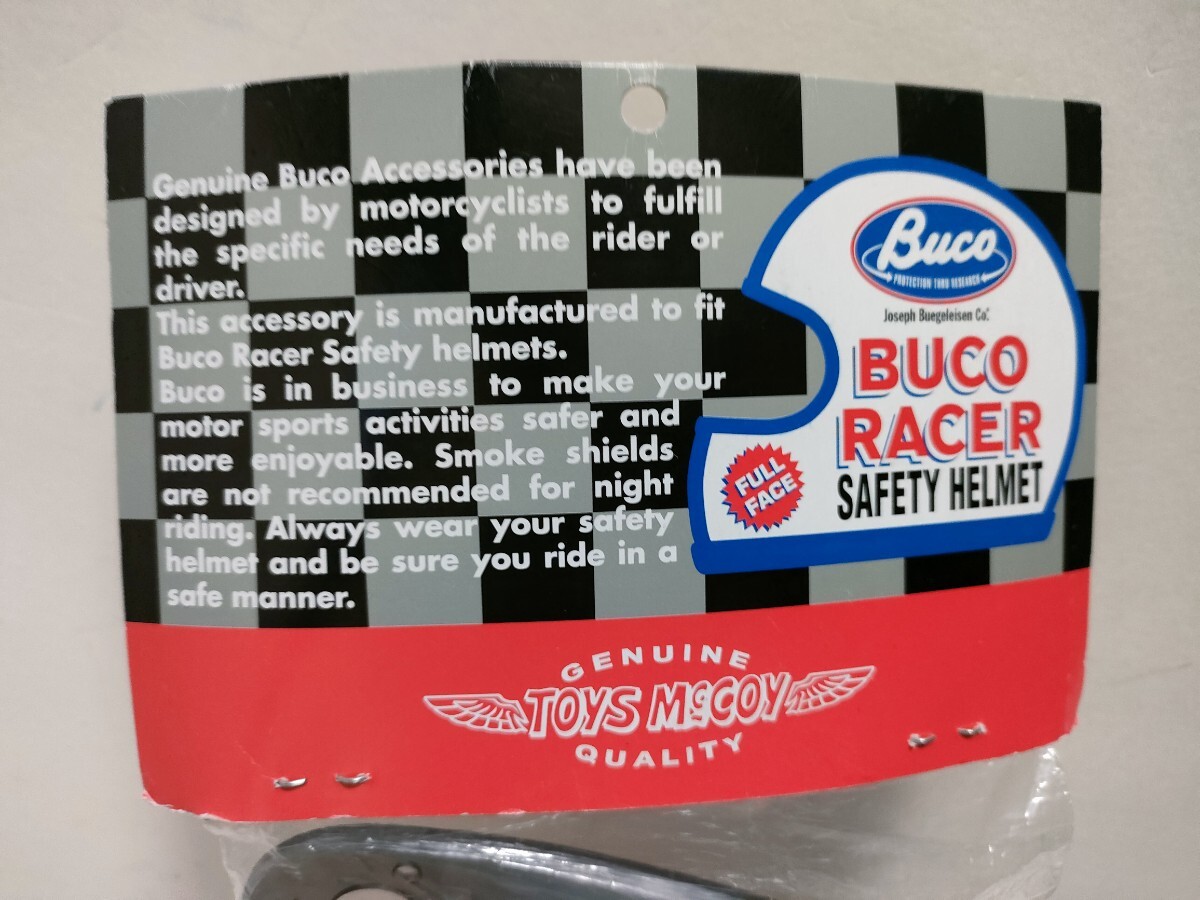 Genuine Buco Accessories have been
designed by motorcyclists to fulfill
the specific needs of the rider or
driver.
This accessory is manufactured to fit
Buco Racer Safety helmets.
Buco is in business to make your
motor sports activities safer and
more enjoyable. Smoke shields
are not recommended for night
riding. Always wear your safety
helmet and be sure you ride in a
safe manner.
Buco
PROTECTION THRU RESEARCH
Joseph Buegeleisen Co.
BUCO
RACER
SAFETY HELMET
FULL
FACE
GENUINE
TOYS McCOY
QUALITY